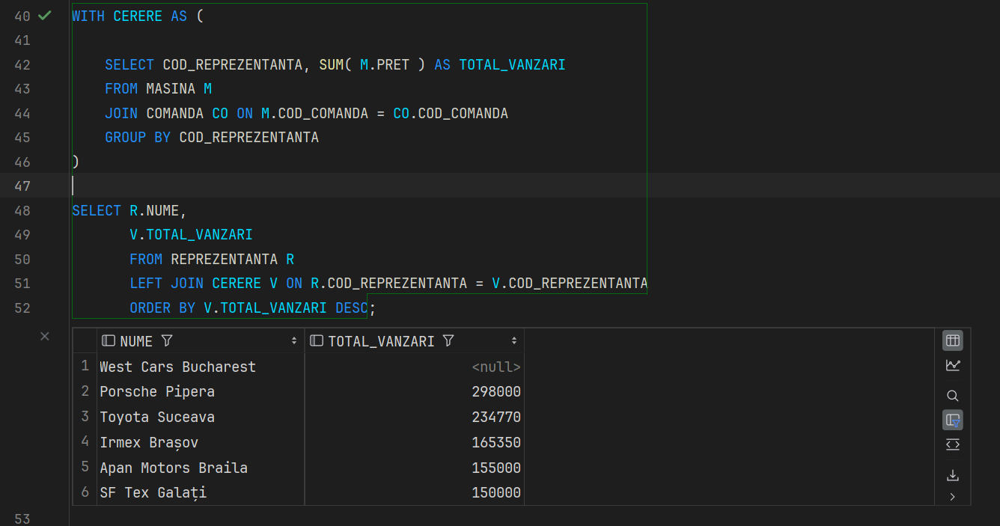 40 WITH CERERE AS (
41
42 SELECT COD_REPREZENTANTA, SUM( M.PRET ) AS TOTAL_VANZARI
43 FROM MASINA M
44 JOIN COMANDA CO ON M.COD_COMANDA = CO.COD_COMANDA
45 GROUP BY COD_REPREZENTANTA
46 )
47
48 SELECT R.NUME,
49 V.TOTAL_VANZARI
50 FROM REPREZENTANTA R
51 LEFT JOIN CERERE V ON R.COD_REPREZENTANTA = V.COD_REPREZENTANTA
52 ORDER BY V.TOTAL_VANZARI DESC;
NUME TOTAL_VANZARI
1 West Cars Bucharest <null>
2 Porsche Pipera 298000
3 Toyota Suceava 234770
4 Irmex Brașov 165350
5 Apan Motors Braila 155000
6 SF Tex Galați 150000
53